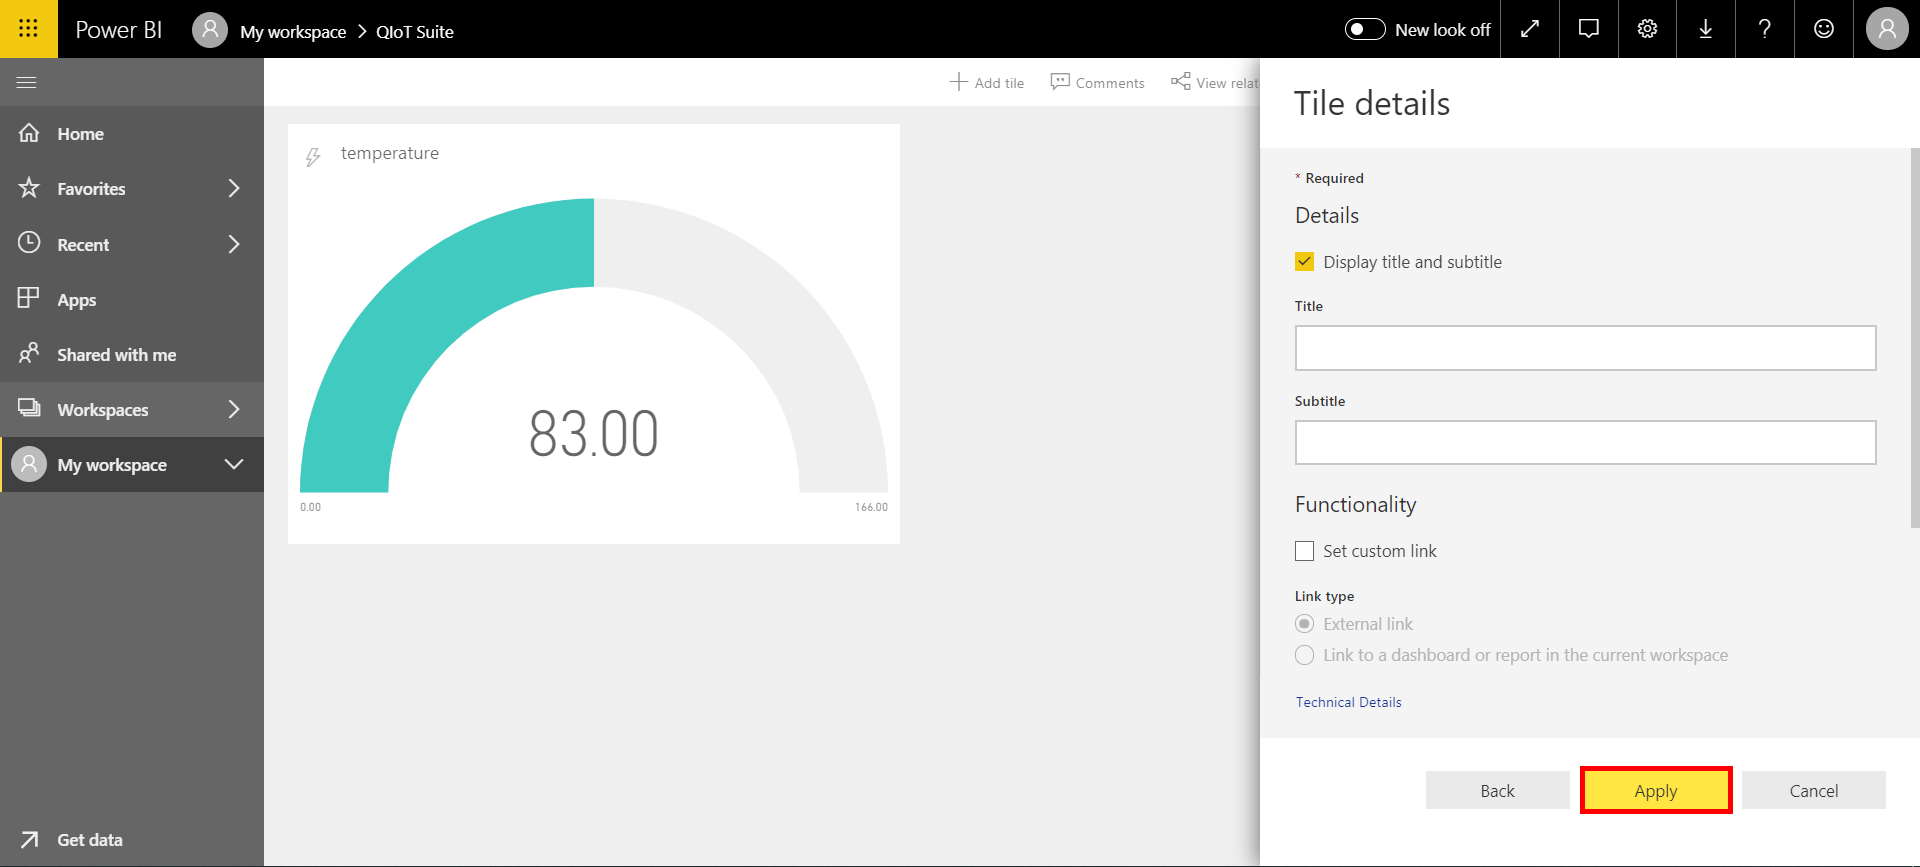 Power BI
My workspace > QIoT Suite
New look off
Home
Favorites
Recent
Apps
Shared with me
Workspaces
My workspace
Get data
Add tile
Comments
View relat
temperature
83.00
0.00
166.00
Tile details
* Required
Details
Display title and subtitle
Title
Subtitle
Functionality
Set custom link
Link type
External link
Link to a dashboard or report in the current workspace
Technical Details
Back
Apply
Cancel